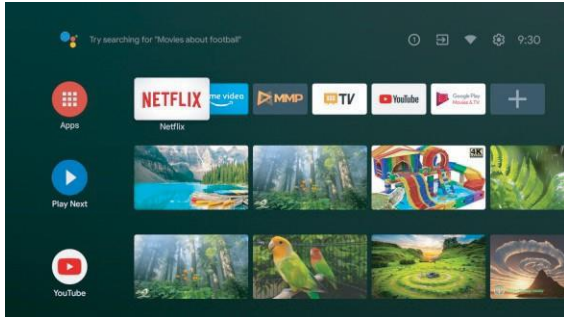 Try searching for "Movies about football"
9:30
Apps
NETFLIX
me video
MMP
TV
YouTube
Google Play
Movies & TV
Netflix
Play Next
4K
YouTube